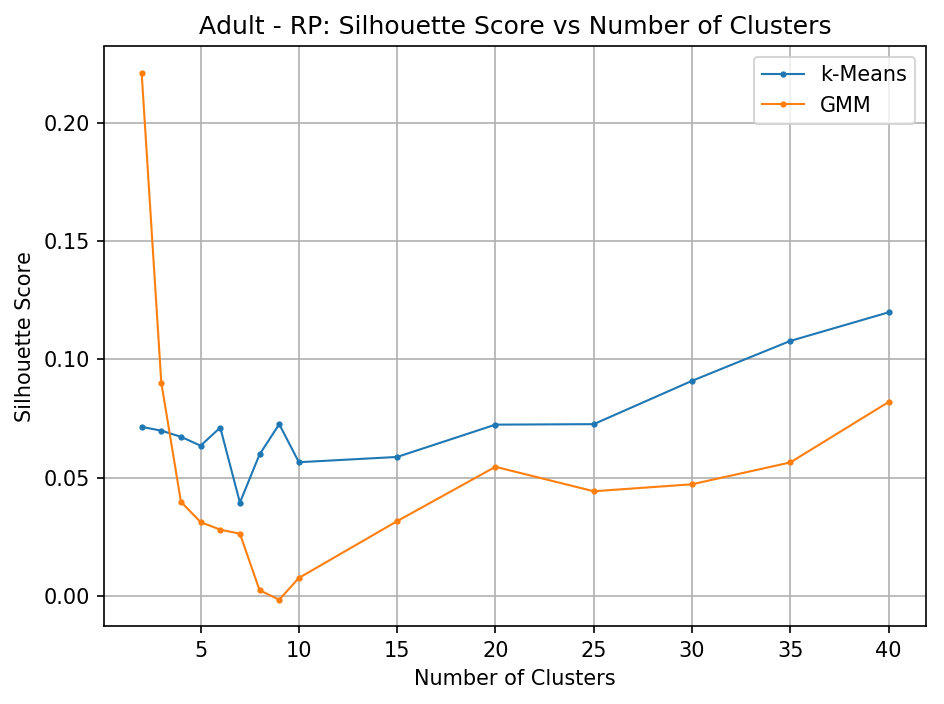 Adult - RP: Silhouette Score vs Number of Clusters
k-Means
GMM
Silhouette Score
0.20
0.15
0.10
0.05
0.00
5 10 15 20 25 30 35 40
Number of Clusters